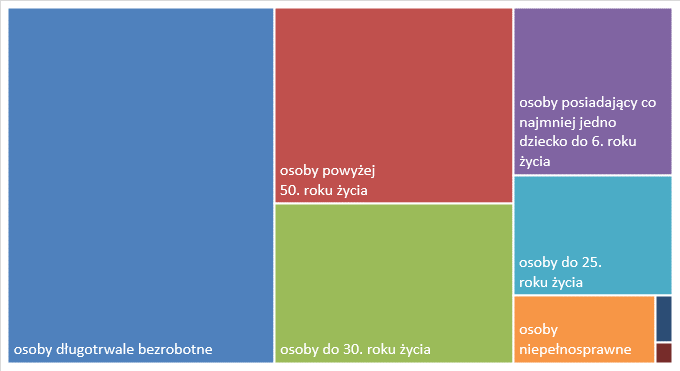 osoby długotrwale bezrobotne
osoby powyżej
50. roku życia
osoby do 30. roku życia
osoby posiadający co
najmniej jedno
dziecko do 6. roku
życia
osoby do 25.
roku życia
osoby
niepełnosprawne